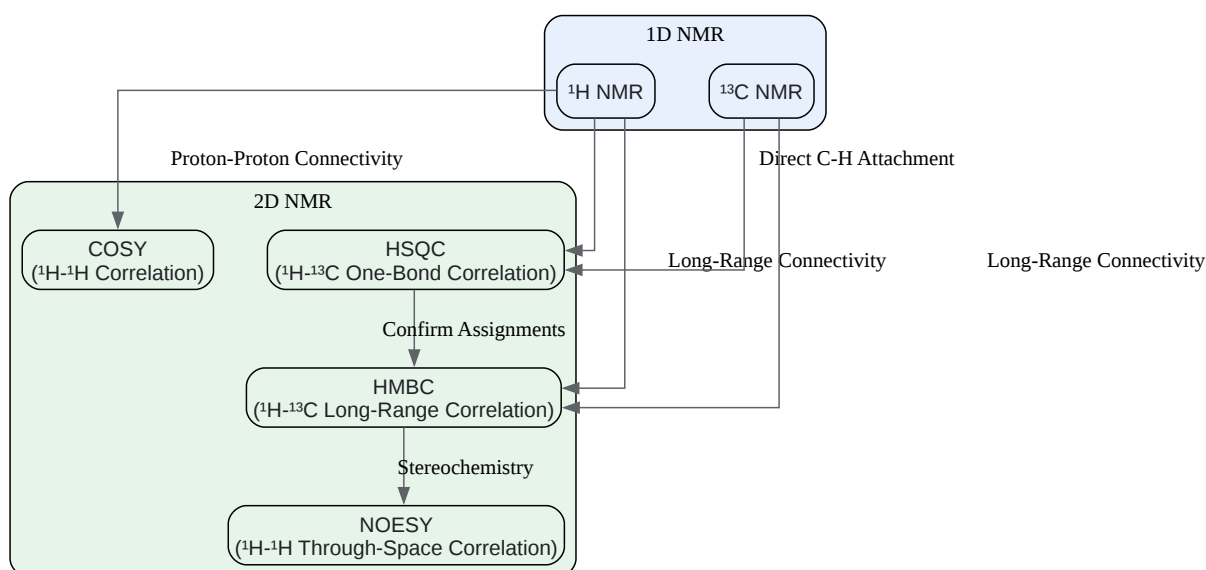 1D NMR
¹H NMR
¹³C NMR
Proton-Proton Connectivity
Direct C-H Attachment
2D NMR
COSY
(¹H-¹H Correlation)
HSQC
(¹H-¹³C One-Bond Correlation)
Long-Range Connectivity
Long-Range Connectivity
Confirm Assignments
HMBC
(¹H-¹³C Long-Range Correlation)
Stereochemistry
NOESY
(¹H-¹H Through-Space Correlation)